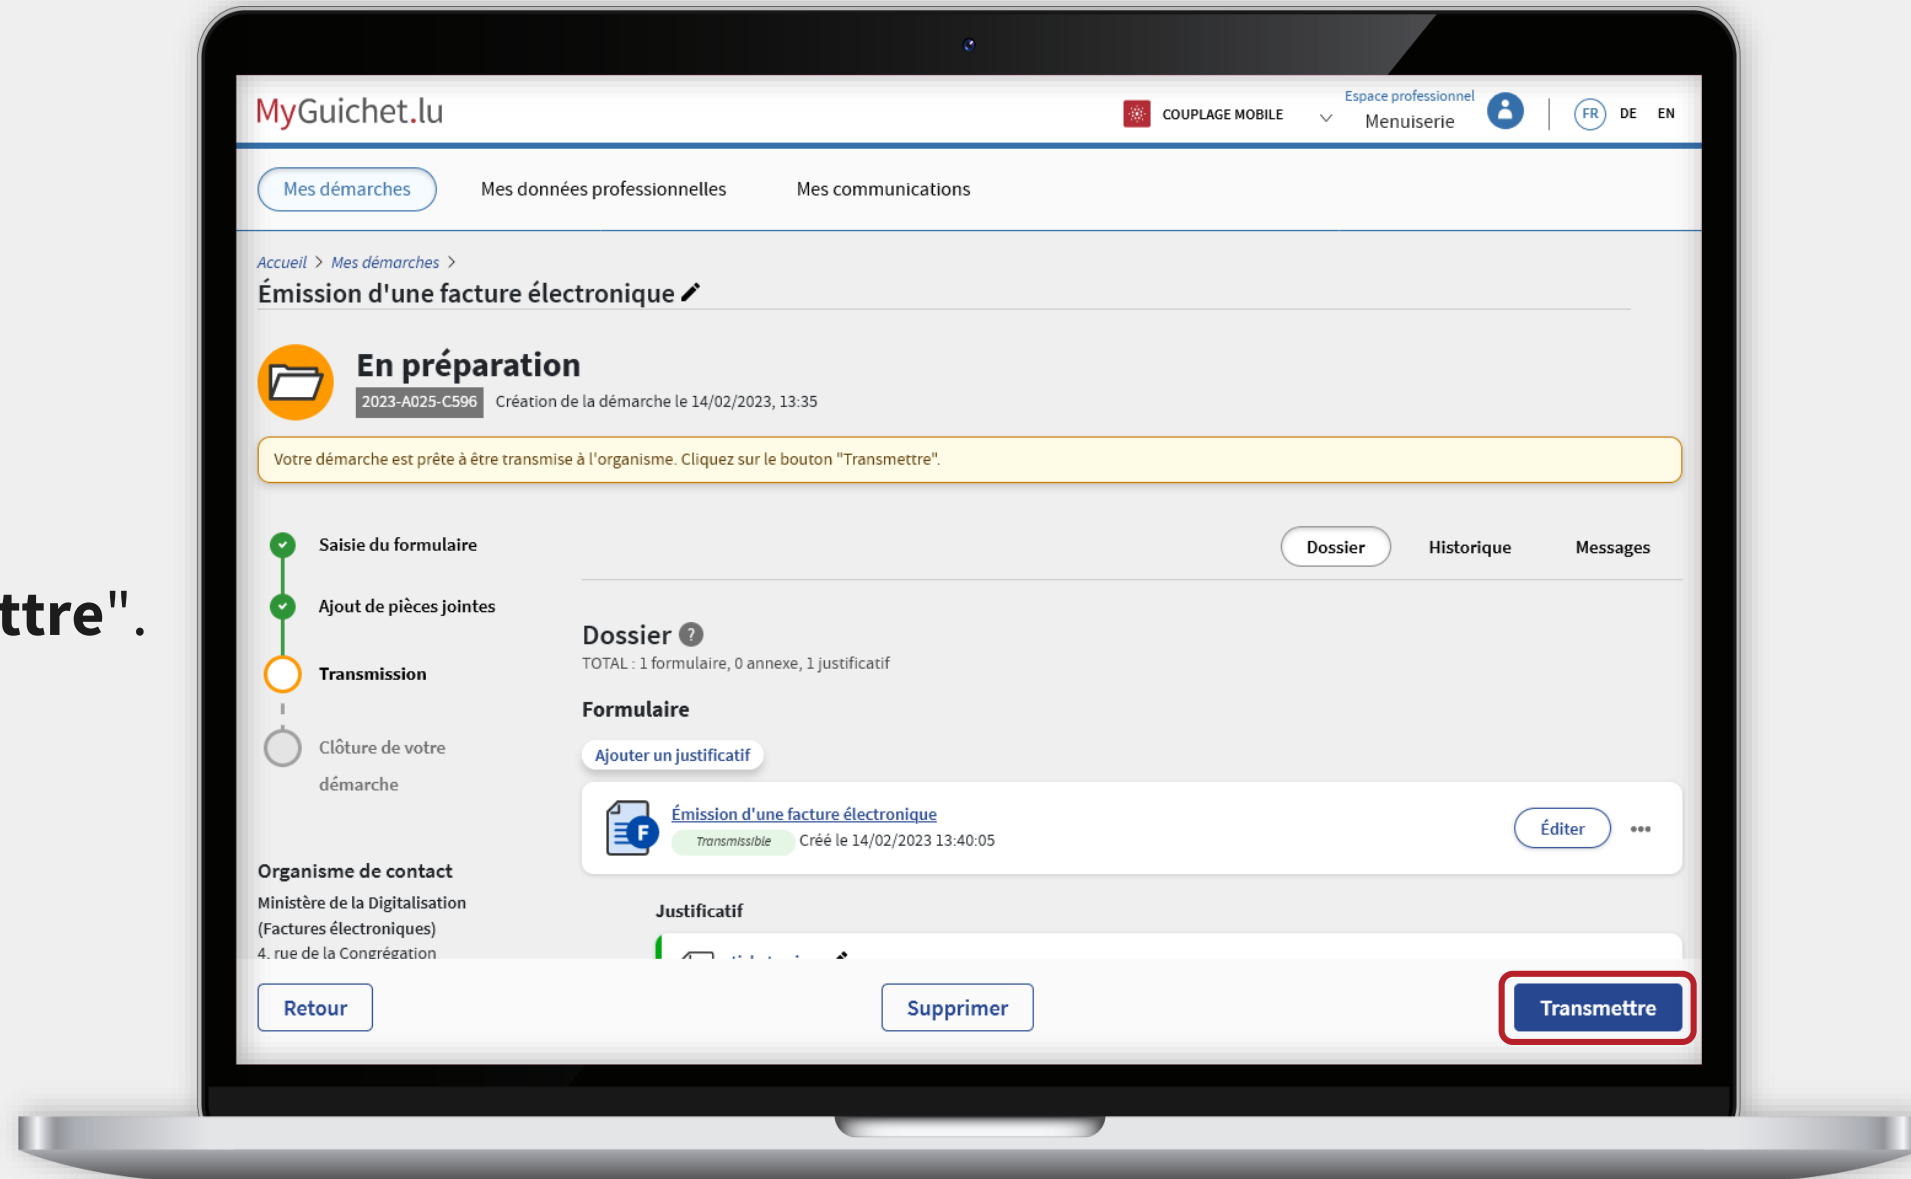 MyGuichet.lu
COUPLAGE MOBILE
Espace professionnel
Menuiserie
FR DE EN
Mes démarches Mes données professionnelles Mes communications
Accueil > Mes démarches >
Émission d'une facture électronique
En préparation
2023-A025-C596 Création de la démarche le 14/02/2023, 13:35
Votre démarche est prête à être transmise à l'organisme. Cliquez sur le bouton "Transmettre".
Saisie du formulaire
Ajout de pièces jointes
Transmission
Clôture de votre
démarche
Organisme de contact
Ministère de la Digitalisation
(Factures électroniques)
4, rue de la Congrégation
Dossier Historique Messages
Dossier ?
TOTAL : 1 formulaire, 0 annexe, 1 justificatif
Formulaire
Ajouter un justificatif
F
Émission d'une facture électronique
Transmissible Créé le 14/02/2023 13:40:05
Éditer
Justificatif
Retour Supprimer Transmettre
ttre".